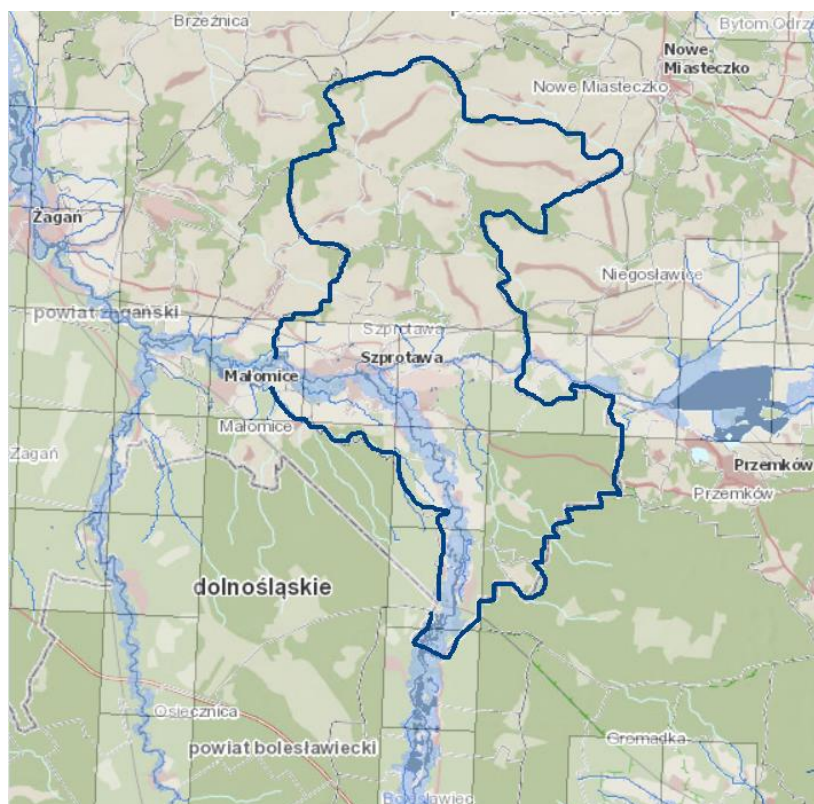 Brzeźnica
Bytom Odrz
Nowe
Miasteczko
Nowe Miasteczko
Żagań
Niegosławice
powiat żagański
Szprotawa
Szprotawa
Małomice
Małomice
Żagań
Przemków
Przemków
dolnośląskie
Osiecznica
powiat bolesławiecki
Gromadka
Bolesławiec